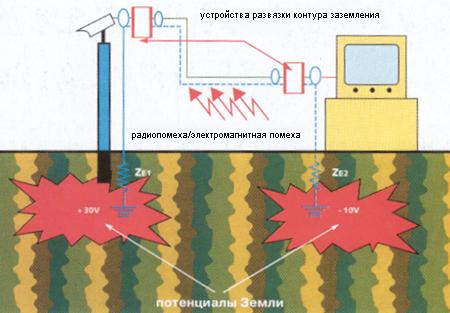 устройства развязки контура заземления
радиопомеха/электромагнитная помеха
ZE1
ZE2
+30V
-10V
потенциалы Земли